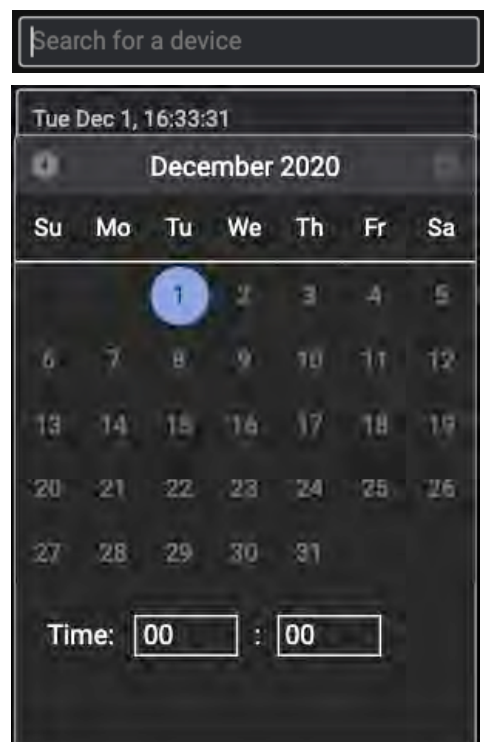 Search for a device
Tue Dec 1, 16:33:31
December 2020
Su Mo Tu We Th Fr Sa
1 2 3 4 5
6 7 8 9 10 11 12
13 14 15 16 17 18 19
20 21 22 23 24 25 26
27 28 29 30 31
Time: 00 : 00